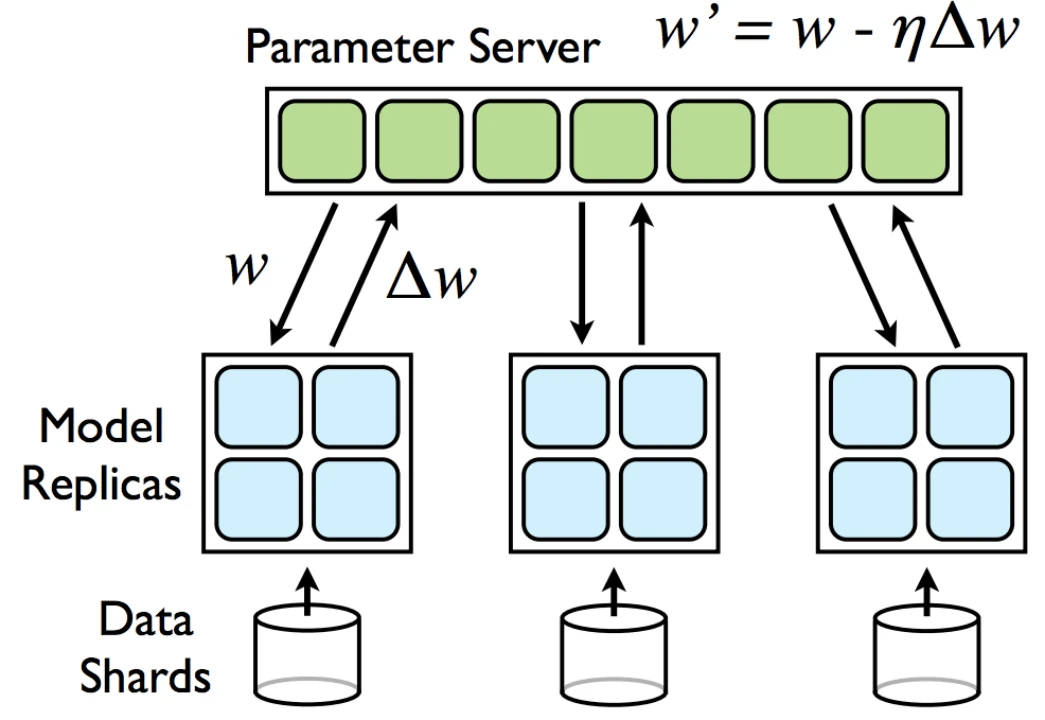 Parameter Server
w’ = w - ηΔw
w
Δw
Model
Replicas
Data
Shards